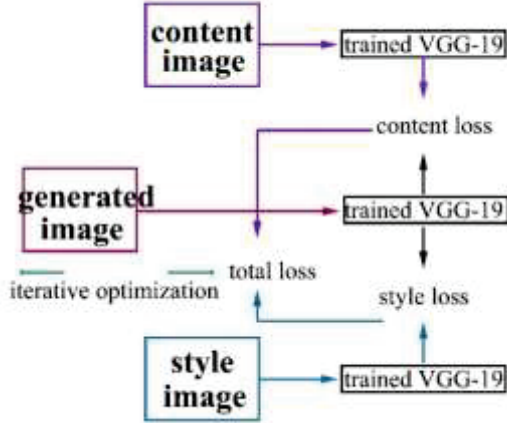 content
image
trained VGG-19
content loss
generated
image
trained VGG-19
total loss
iterative optimization
style loss
style
image
trained VGG-19